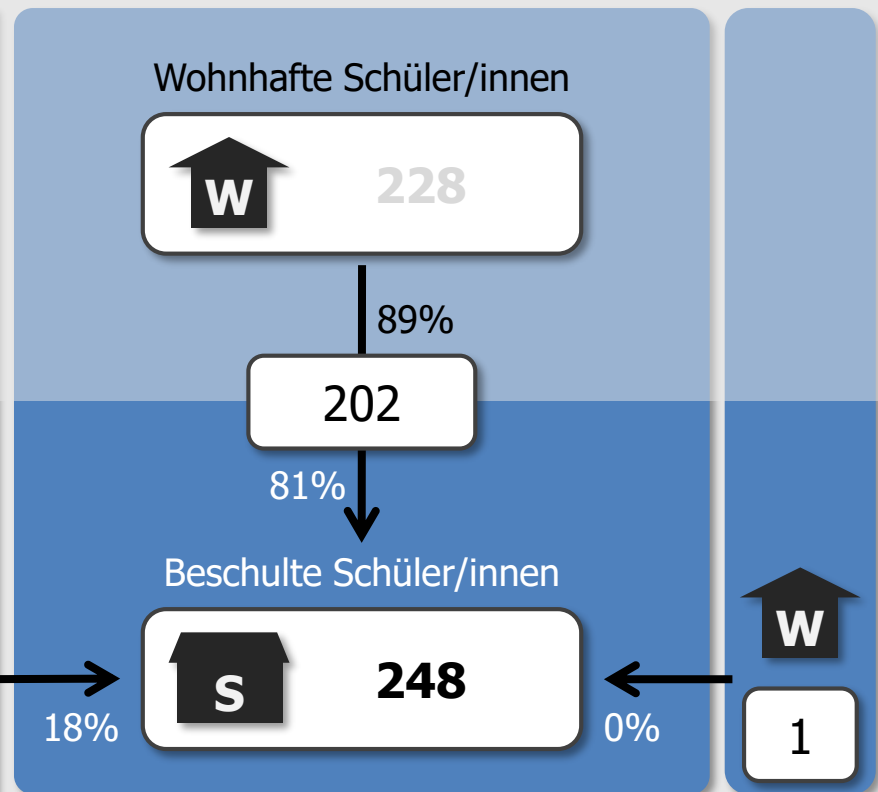 Wohnhafte Schüler/innen
W
228
89%
202
81%
Beschulte Schüler/innen
W
S
248
18%
0%
1